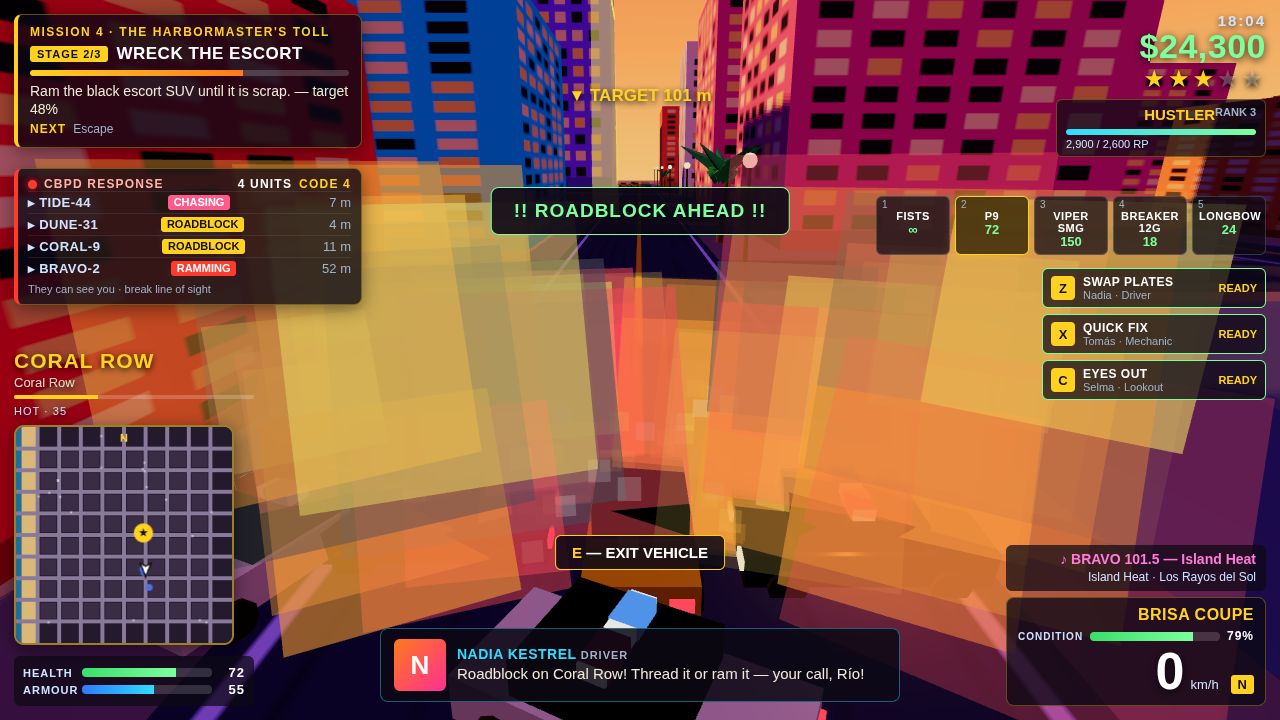 MISSION 4 · THE HARBORMASTER'S TOLL
STAGE 2/3 WRECK THE ESCORT
Ram the black escort SUV until it is scrap. — target
48%
NEXT Escape
CBPD RESPONSE 4 UNITS CODE 4
▸ TIDE-44 CHASING 7 m
▸ DUNE-31 ROADBLOCK 4 m
▸ CORAL-9 ROADBLOCK 11 m
▸ BRAVO-2 RAMMING 52 m
They can see you · break line of sight
CORAL ROW
Coral Row
HOT · 35
N
HEALTH 72
ARMOUR 55
▼ TARGET 101 m
!! ROADBLOCK AHEAD !!
E — EXIT VEHICLE
N
NADIA KESTREL DRIVER
Roadblock on Coral Row! Thread it or ram it — your call, Río!
18:04
$24,300
★★★★★
HUSTLER RANK 3
2,900 / 2,600 RP
1 FISTS ∞
2 P9 72
3 VIPER SMG 150
4 BREAKER 12G 18
5 LONGBOW 24
Z SWAP PLATES READY
Nadia · Driver
X QUICK FIX READY
Tomás · Mechanic
C EYES OUT READY
Selma · Lookout
♪ BRAVO 101.5 — Island Heat
Island Heat · Los Rayos del Sol
BRISA COUPE
CONDITION 79%
0 km/h N